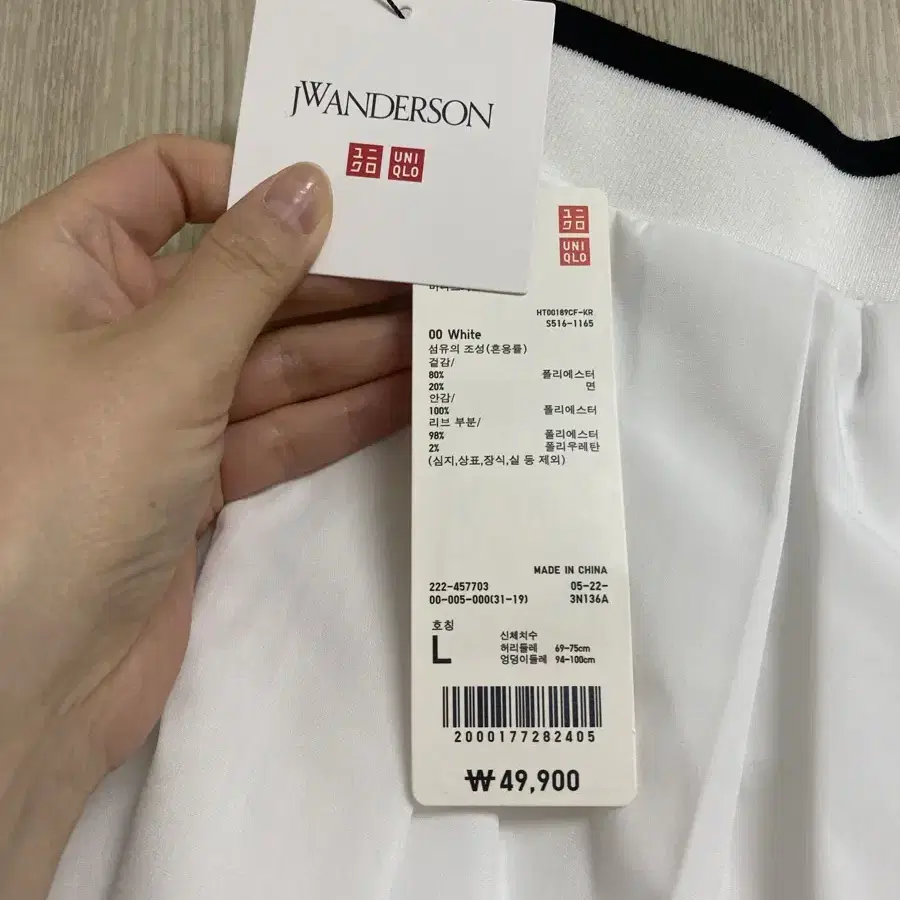 JWANDERSON
ユニクロ UNIQLO
ユニクロ
UNIQLO
HT00189CF-KR
S516-1165
00 White
섬유의 조성(혼용률)
겉감/
80% 폴리에스터
20% 면
안감/
100% 폴리에스터
리브 부분/
98% 폴리에스터
2% 폴리우레탄
(심지,상표,장식,실 등 제외)
MADE IN CHINA
222-457703 05-22-
00-005-000(31-19) 3N136A
호칭
L
신체치수
허리둘레 69-75cm
엉덩이둘레 94-100cm
2000177282405
₩49,900